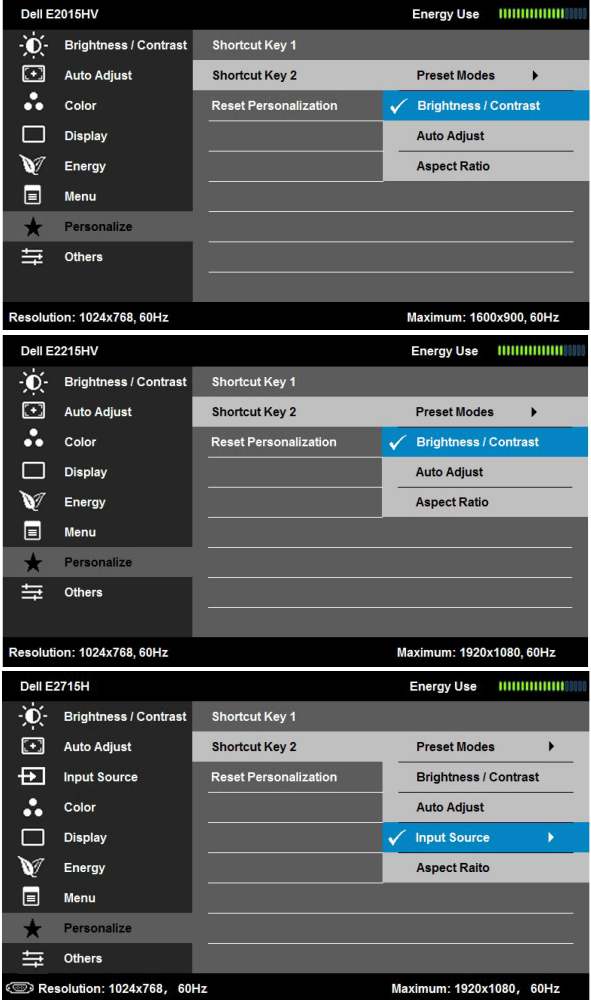 Dell E2015HV Energy Use
Brightness / Contrast Shortcut Key 1
Auto Adjust Shortcut Key 2 Preset Modes
Color Reset Personalization Brightness / Contrast
Display Auto Adjust
Energy Aspect Ratio
Menu
Personalize
Others
Resolution: 1024x768, 60Hz Maximum: 1600x900, 60Hz
Dell E2215HV Energy Use
Brightness / Contrast Shortcut Key 1
Auto Adjust Shortcut Key 2 Preset Modes
Color Reset Personalization Brightness / Contrast
Display Auto Adjust
Energy Aspect Ratio
Menu
Personalize
Others
Resolution: 1024x768, 60Hz Maximum: 1920x1080, 60Hz
Dell E2715H Energy Use
Brightness / Contrast Shortcut Key 1
Auto Adjust Shortcut Key 2 Preset Modes
Input Source Reset Personalization Brightness / Contrast
Color Auto Adjust
Display Input Source
Energy Aspect Raito
Menu
Personalize
Others
Resolution: 1024x768, 60Hz Maximum: 1920x1080, 60Hz